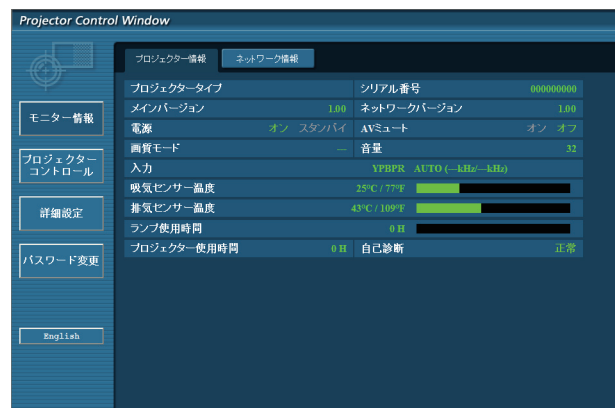 Projector Control Window
プロジェクター情報 ネットワーク情報
モニター情報
プロジェクター
コントロール
詳細設定
パスワード変更
English
プロジェクタータイプ シリアル番号 000000000
メインバージョン 1.00 ネットワークバージョン 1.00
電源 オン スタンバイ AVミュート オン オフ
画質モード --- 音量 32
入力 YPBPR AUTO (---kHz/---kHz)
吸気センサー温度 25°C / 77°F
排気センサー温度 43°C / 109°F
ランプ使用時間 0 H
プロジェクター使用時間 0 H 自己診断 正常